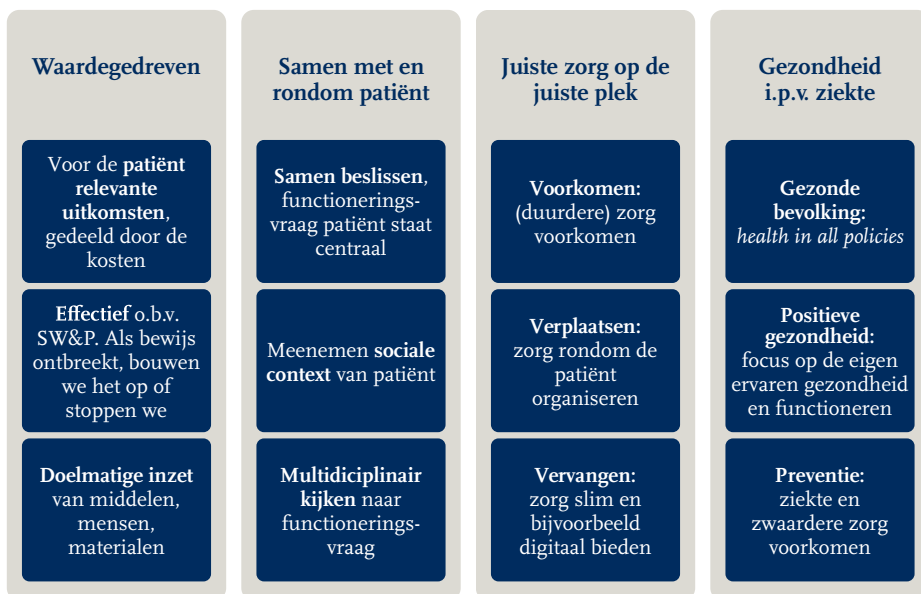 Waardegedreven
Voor de patiënt
relevante
uitkomsten,
gedeeld door de
kosten
Effectief o.b.v.
SW&P. Als bewijs
ontbreekt, bouwen
we het op of
stoppen we
Doelmatige inzet
van middelen,
mensen,
materialen
Samen met en
rondom patiënt
Samen beslissen,
functionerings-
vraag patiënt staat
centraal
Meenemen sociale
context van patiënt
Multidiciplinair
kijken naar
functionerings-
vraag
Juiste zorg op de
juiste plek
Voorkomen:
(duurdere) zorg
voorkomen
Verplaatsen:
zorg rondom de
patiënt
organiseren
Vervangen:
zorg slim en
bijvoorbeeld
digitaal bieden
Gezondheid
i.p.v. ziekte
Gezonde
bevolking:
health in all policies
Positieve
gezondheid:
focus op de eigen
ervaren gezondheid
en functioneren
Preventie:
ziekte en
zwaardere zorg
voorkomen